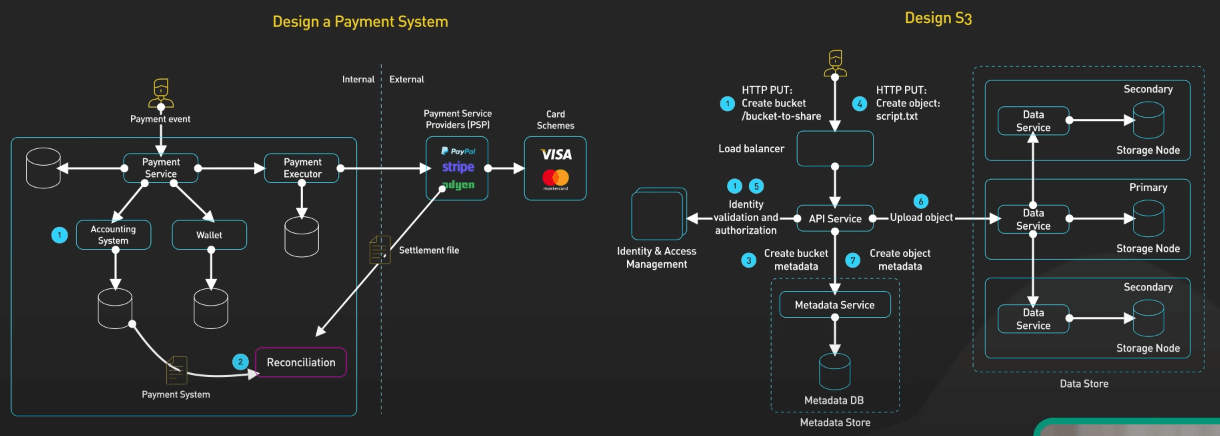 Design a Payment System
Internal
External
Payment event
Payment
Service
Payment
Executor
Payment Service
Providers (PSP)
PayPal
stripe
adyen
Card
Schemes
VISA
mastercard
1
Accounting
System
Wallet
Settlement file
2
Reconciliation
Payment System
Design S3
1
HTTP PUT:
Create bucket
/bucket-to-share
4
HTTP PUT:
Create object:
script.txt
Load balancer
1
5
Identity
validation and
authorization
API Service
6
Upload object
Identity & Access
Management
3
Create bucket
metadata
7
Create object
metadata
Metadata Service
Metadata DB
Metadata Store
Secondary
Data
Service
Storage Node
Primary
Data
Service
Storage Node
Secondary
Data
Service
Storage Node
Data Store